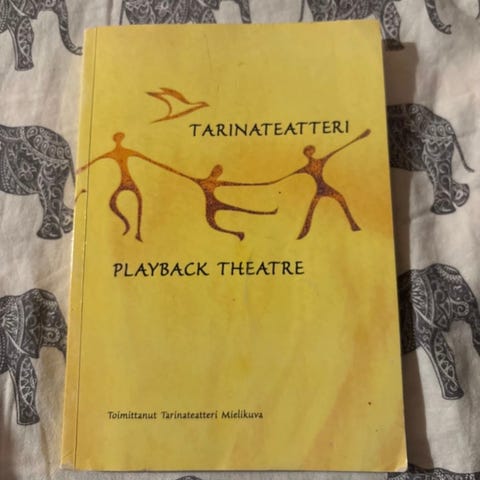 TARINATEATTERI
PLAYBACK THEATRE
Toimittanut Tarinateatteri Mielikuva